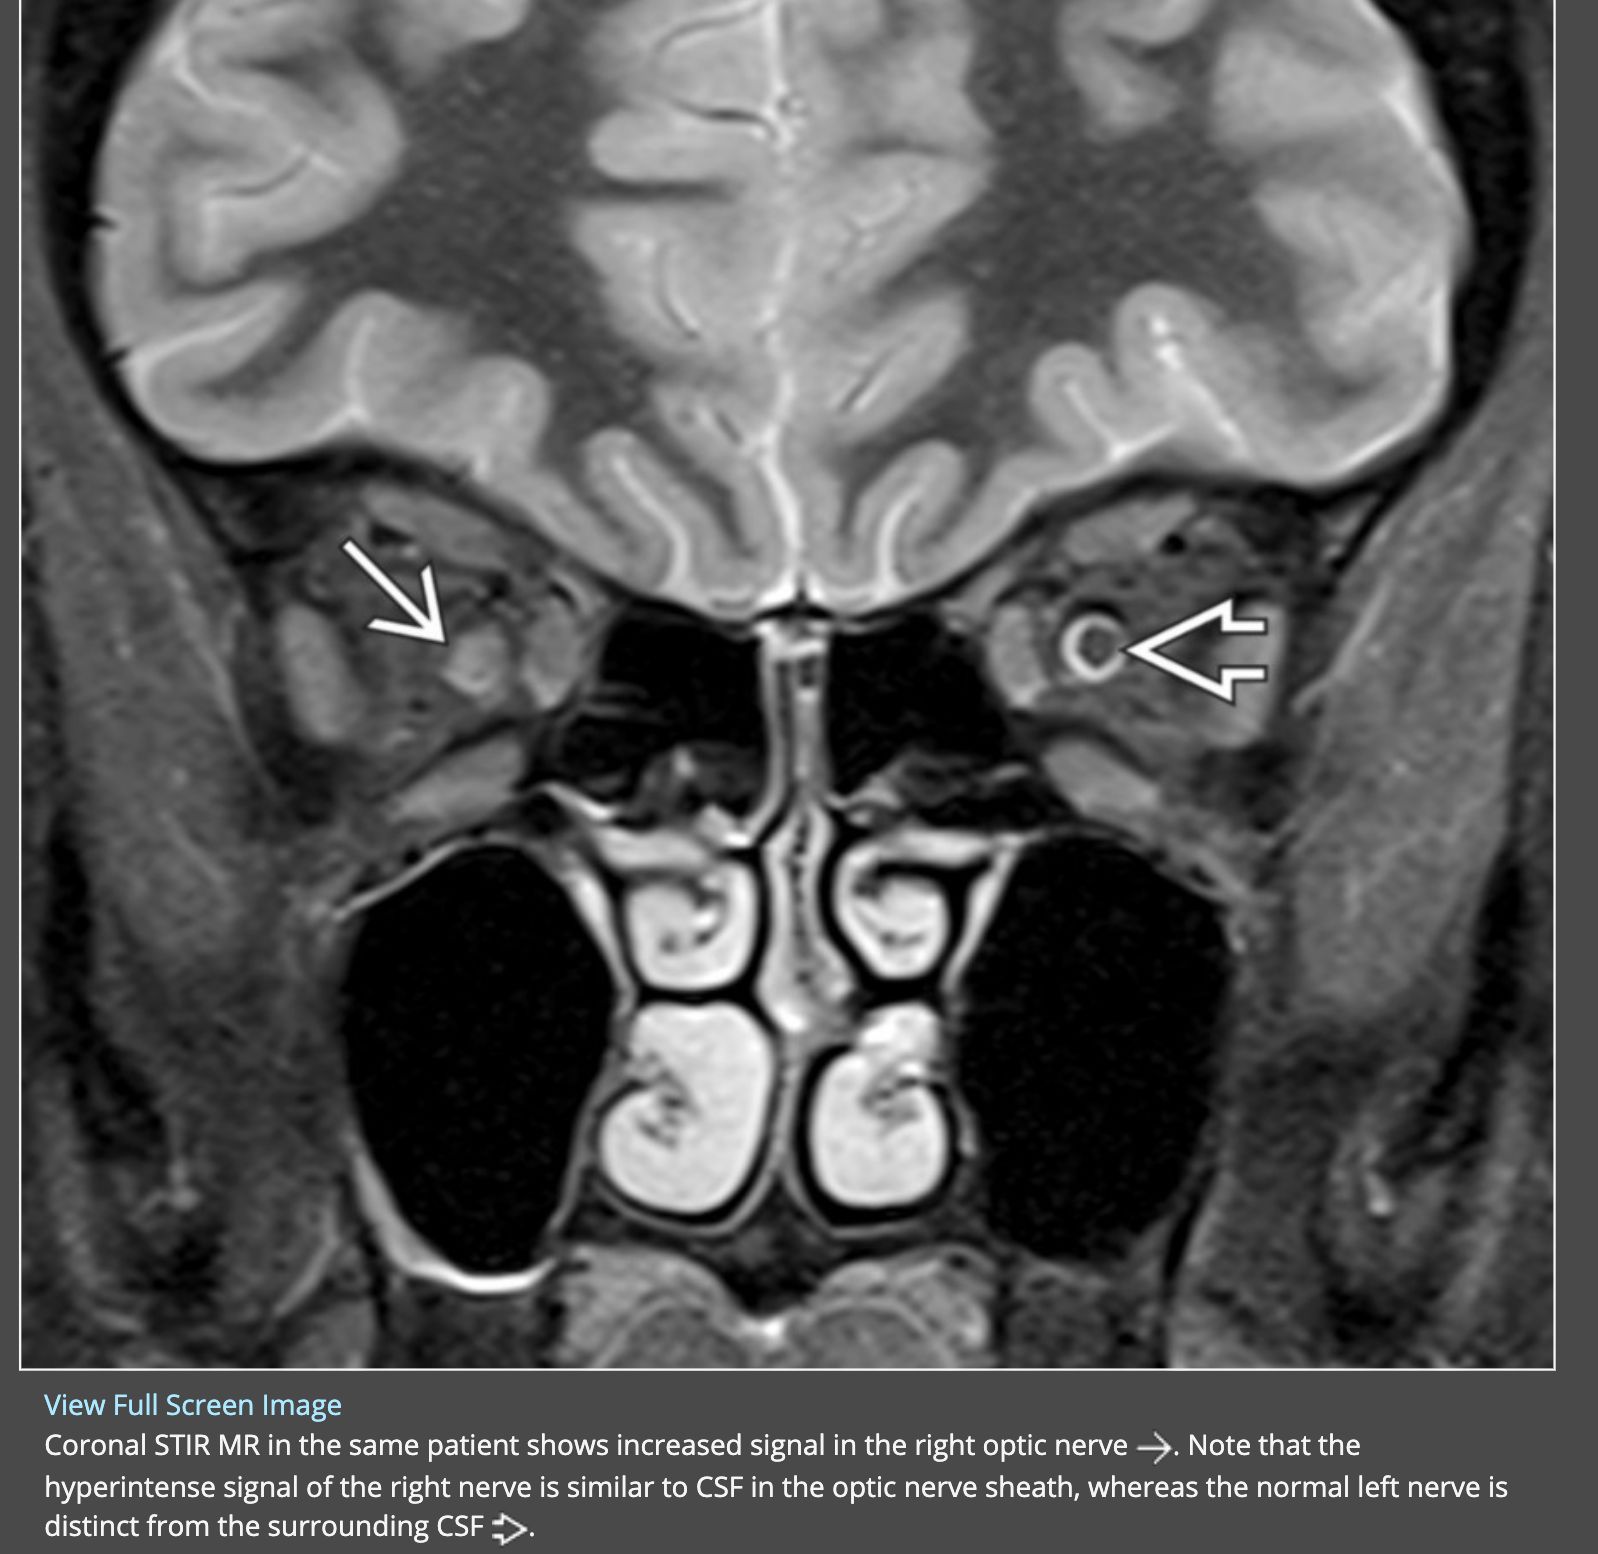 View Full Screen Image
Coronal STIR MR in the same patient shows increased signal in the right optic nerve →. Note that the
hyperintense signal of the right nerve is similar to CSF in the optic nerve sheath, whereas the normal left nerve is
distinct from the surrounding CSF ⇨.